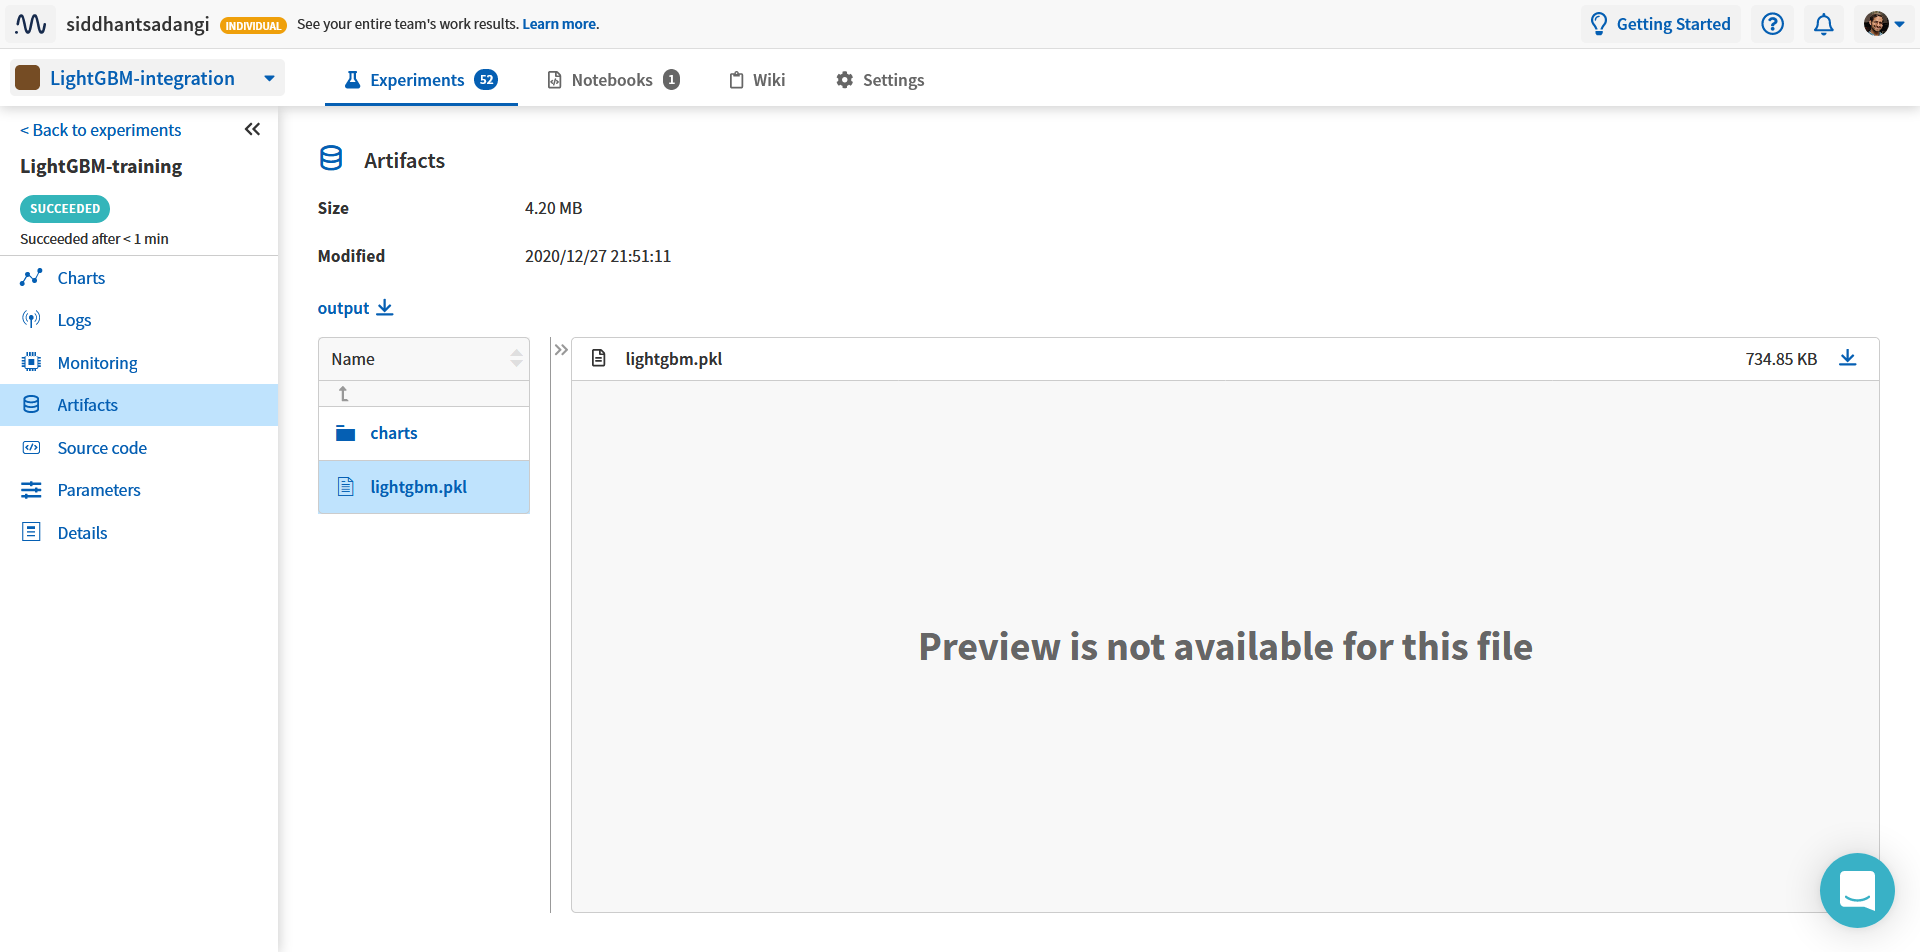 siddhantsadangi INDIVIDUAL See your entire team's work results. Learn more. Getting Started
LightGBM-integration Experiments 52 Notebooks 1 Wiki Settings
< Back to experiments
LightGBM-training
SUCCEEDED
Succeeded after < 1 min
Charts
Logs
Monitoring
Artifacts
Source code
Parameters
Details
Artifacts
Size 4.20 MB
Modified 2020/12/27 21:51:11
output
Name
charts
lightgbm.pkl
lightgbm.pkl 734.85 KB
Preview is not available for this file